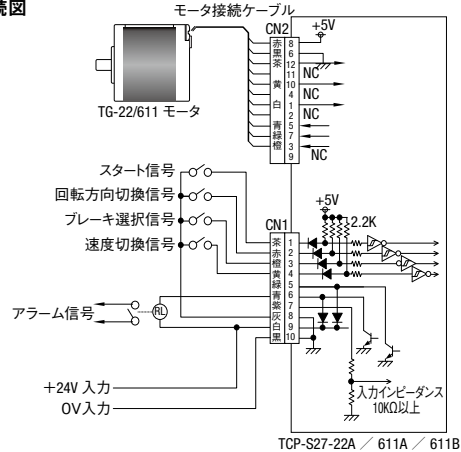 続図
モータ接続ケーブル
CN2
+5V
赤 8
黒 6
茶 12
11 NC
黄 10
4 NC
白 1
2 NC
青 5
緑 7
橙 3
9 NC
TG-22/611 モータ
スタート信号
回転方向切換信号
ブレーキ選択信号
速度切換信号
CN1
+5V
2.2K
茶 1
赤 2
橙 3
黄 4
緑 5
青 6
紫 7
灰 8
白 9
黒 10
アラーム信号
RL
+24V 入力
0V入力
入力インピーダンス
10KΩ以上
TCP-S27-22A ／ 611A ／ 611B